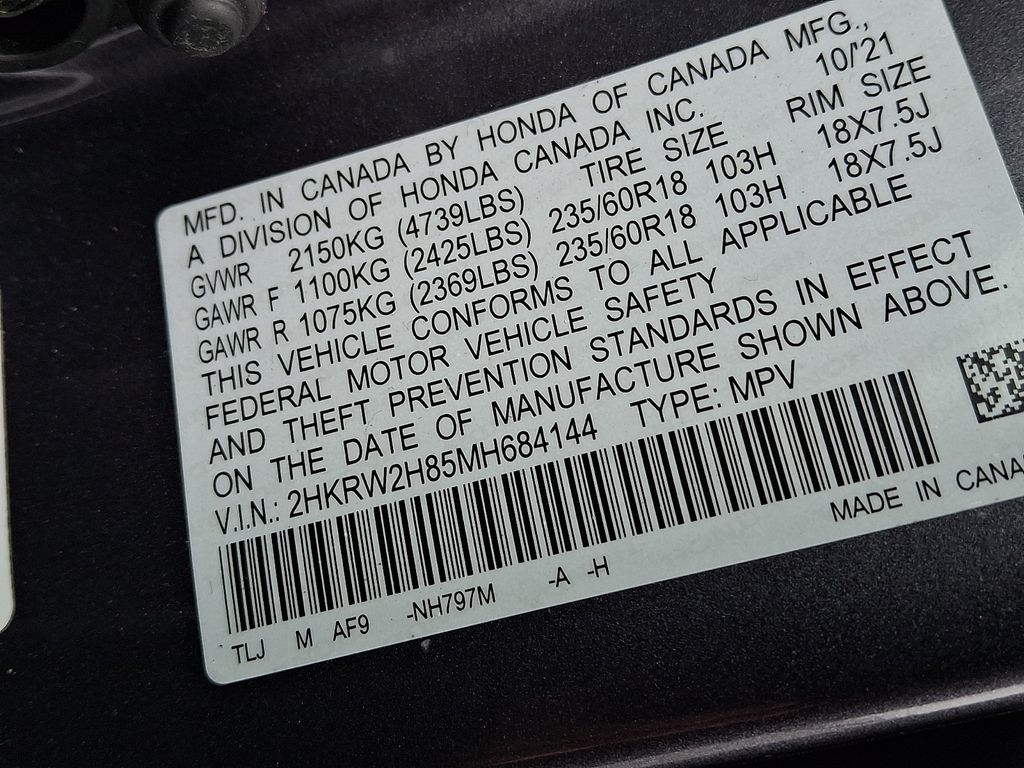 MFD. IN CANADA BY HONDA OF CANADA MFG.,
A DIVISION OF HONDA CANADA INC. 10/'21
GVWR 2150KG (4739LBS) TIRE SIZE RIM SIZE
GAWR F 1100KG (2425LBS) 235/60R18 103H 18X7.5J
GAWR R 1075KG (2369LBS) 235/60R18 103H 18X7.5J
THIS VEHICLE CONFORMS TO ALL APPLICABLE
FEDERAL MOTOR VEHICLE SAFETY
AND THEFT PREVENTION STANDARDS IN EFFECT
ON THE DATE OF MANUFACTURE SHOWN ABOVE.
V.I.N.: 2HKRW2H85MH684144 TYPE: MPV
TLJ M AF9 -NH797M -A -H
MADE IN CANA